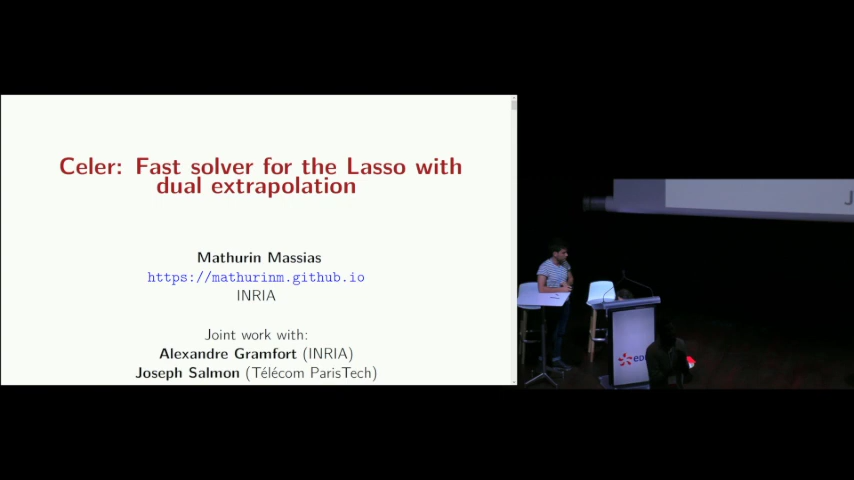 Celer: Fast solver for the Lasso with
dual extrapolation
Mathurin Massias
https://mathurinm.github.io
INRIA
Joint work with:
Alexandre Gramfort (INRIA)
Joseph Salmon (Télécom ParisTech)